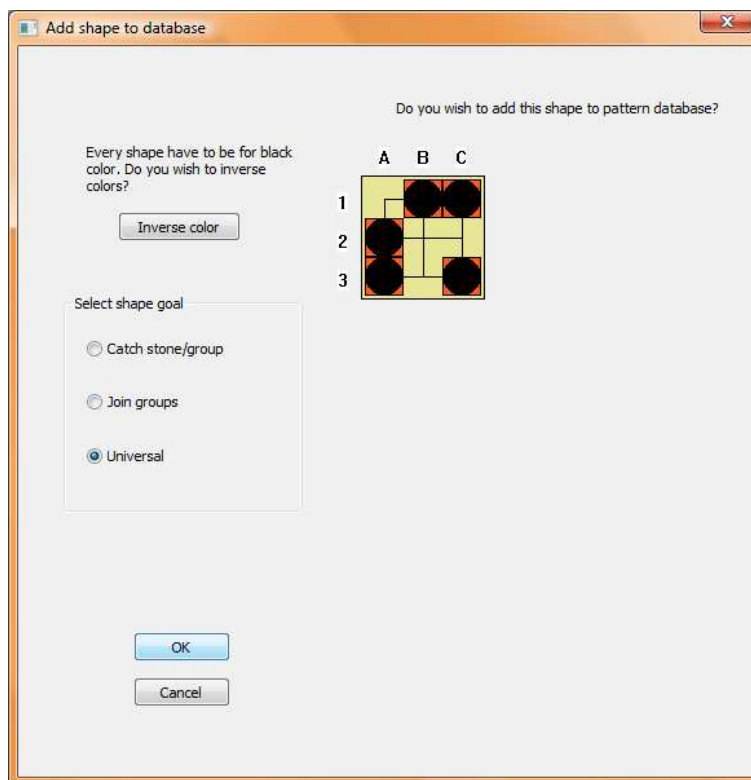 Add shape to database
Do you wish to add this shape to pattern database?
Every shape have to be for black
color. Do you wish to inverse
colors?
Inverse color
A B C
1
2
3
Select shape goal
Catch stone/group
Join groups
Universal
OK
Cancel